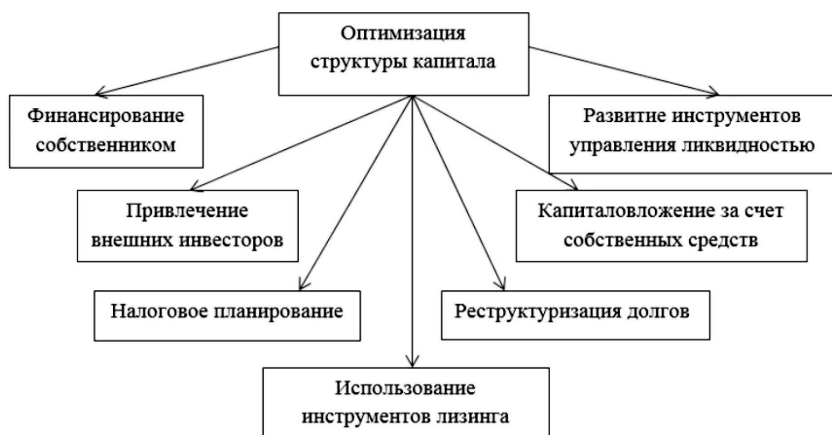 Оптимизация
структуры капитала
Финансирование
собственником
Развитие инструментов
управления ликвидностью
Привлечение
внешних инвесторов
Капиталовложение за счет
собственных средств
Налоговое планирование
Реструктуризация долгов
Использование
инструментов лизинга